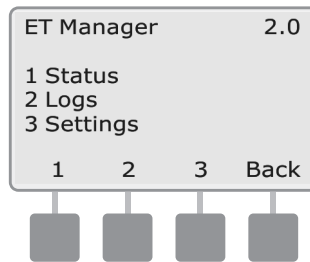 ET Manager 2.0
1 Status
2 Logs
3 Settings
1 2 3 Back